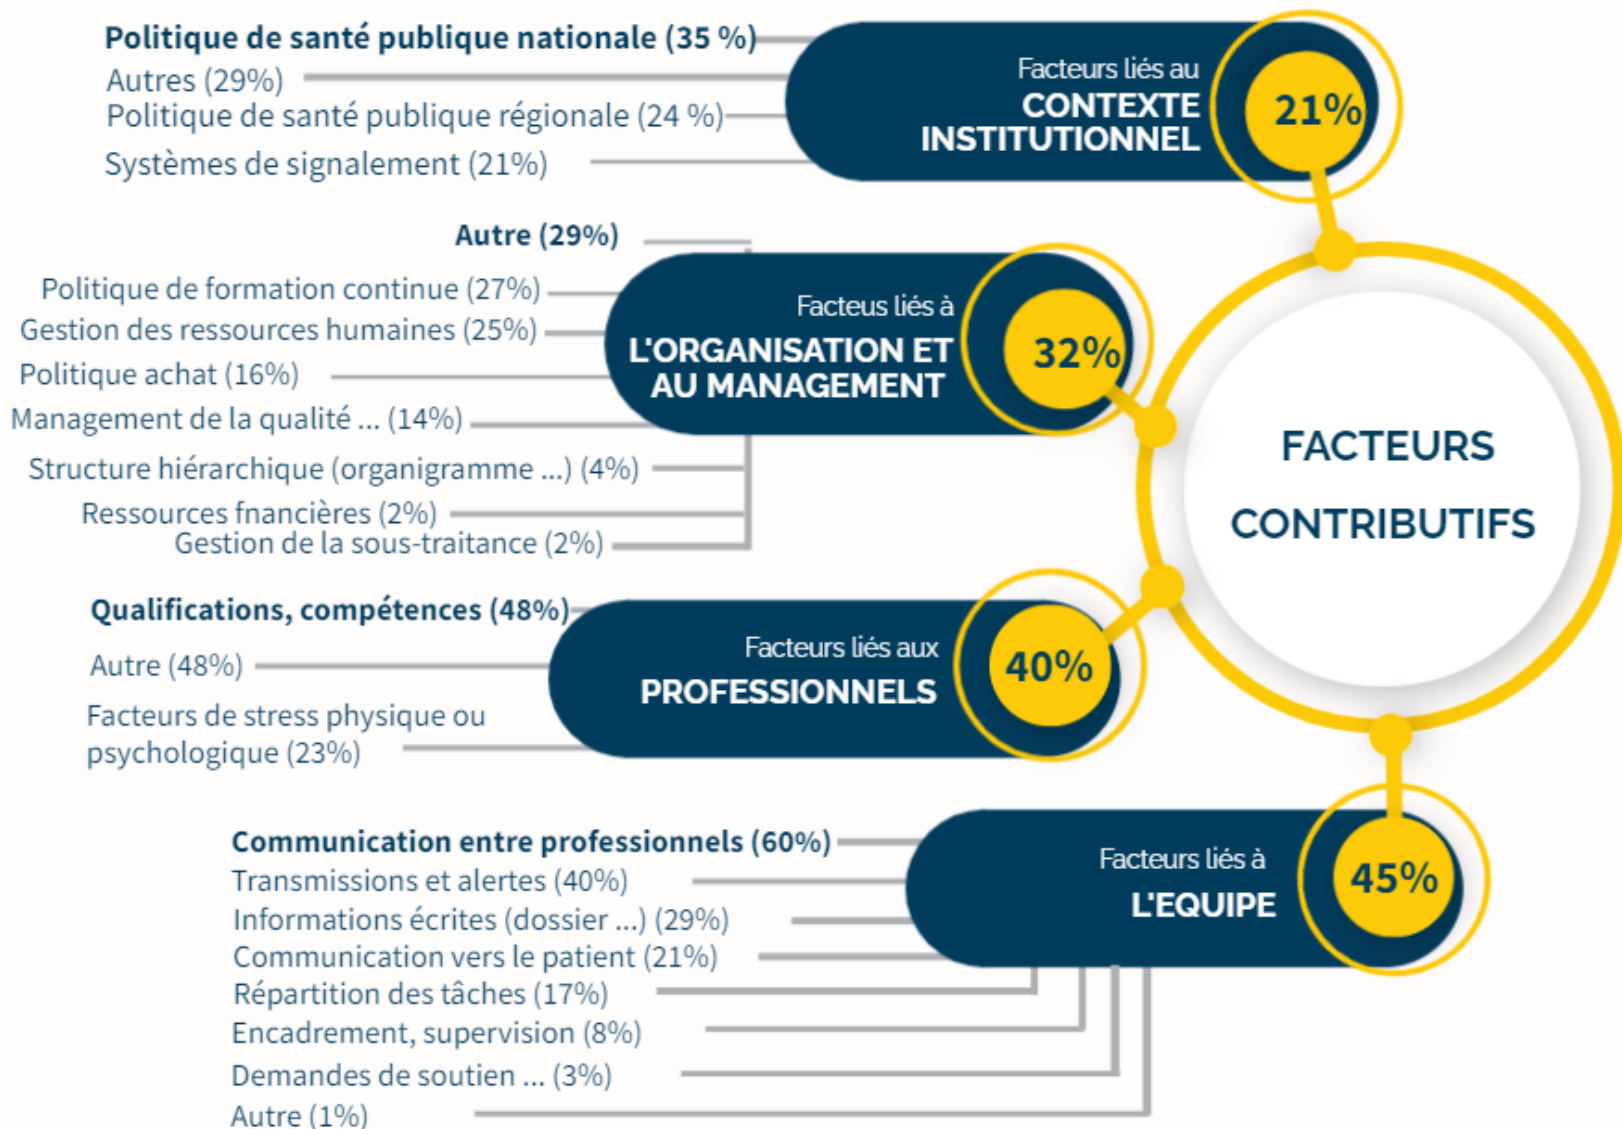 Politique de santé publique nationale (35 %)
Autres (29%)
Politique de santé publique régionale (24 %)
Systèmes de signalement (21%)
Facteurs liés au
CONTEXTE
INSTITUTIONNEL
21%
Autre (29%)
Politique de formation continue (27%)
Gestion des ressources humaines (25%)
Politique achat (16%)
Management de la qualité ... (14%)
Structure hiérarchique (organigramme ...) (4%)
Ressources fnancières (2%)
Gestion de la sous-traitance (2%)
Facteus liés à
L'ORGANISATION ET
AU MANAGEMENT
32%
FACTEURS
CONTRIBUTIFS
Qualifications, compétences (48%)
Autre (48%)
Facteurs de stress physique ou
psychologique (23%)
Facteurs liés aux
PROFESSIONNELS
40%
Communication entre professionnels (60%)
Transmissions et alertes (40%)
Informations écrites (dossier ...) (29%)
Communication vers le patient (21%)
Répartition des tâches (17%)
Encadrement, supervision (8%)
Demandes de soutien ... (3%)
Autre (1%)
Facteurs liés à
L'EQUIPE
45%